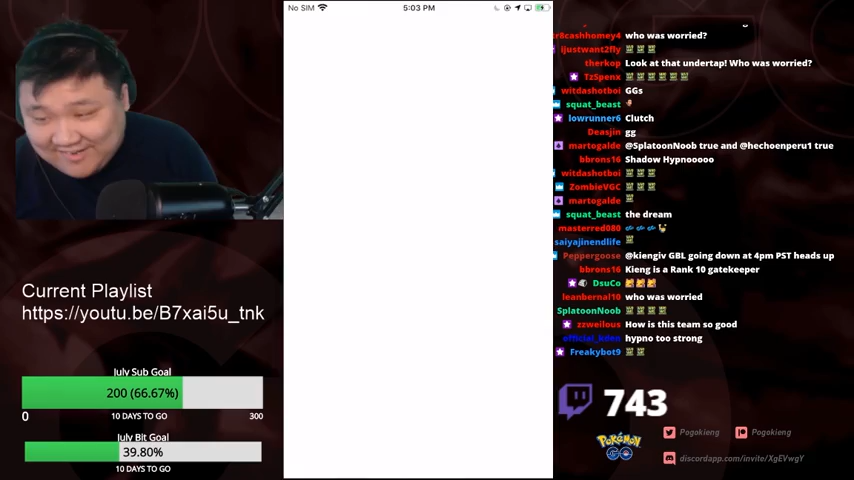 No SIM
5:03 PM
kr8cashhomey4 who was worried?
ijustwant2fly
therkop Look at that undertap! Who was worried?
TzSpenx
witdashotboi GGs
squat_beast
lowrunner6 Clutch
Deasjin gg
martogalde @SplatoonNoob true and @hechoenperu1 true
bbrons16 Shadow Hypnooooo
witdashotboi
ZombieVGC
martogalde
squat_beast the dream
masterred080
saiyajinendlife
Peppergoose @kiengiv GBL going down at 4pm PST heads up
bbrons16 Kieng is a Rank 10 gatekeeper
DsuCo
leanbernal10 who was worried
SplatoonNoob
zzweilous How is this team so good
official_kden hypno too strong
Freakybot9
Current Playlist
https://youtu.be/B7xai5u_tnk
July Sub Goal
200 (66.67%)
0 10 DAYS TO GO 300
July Bit Goal
39.80%
10 DAYS TO GO
743
POKÉMON GO
Pogokieng
Pogokieng
discordapp.com/invite/XgEVwgY